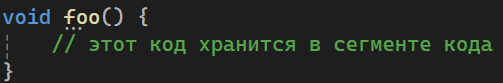 void foo() {
    // этот код хранится в сегменте кода
}